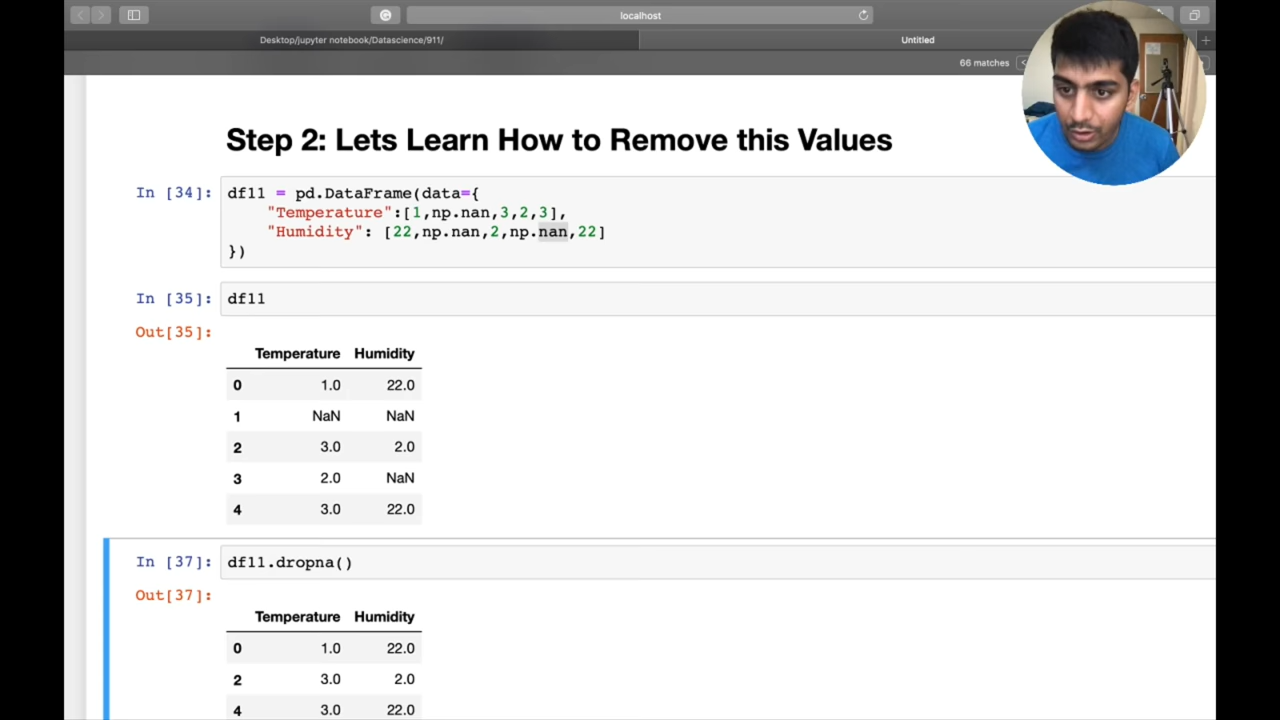 localhost
Desktop/jupyter notebook/Datascience/911/
Untitled
66 matches
Step 2: Lets Learn How to Remove this Values
In [34]: df11 = pd.DataFrame(data={
"Temperature":[1,np.nan,3,2,3],
"Humidity": [22,np.nan,2,np.nan,22]
})
In [35]: df11
Out[35]:
Temperature Humidity
0 1.0 22.0
1 NaN NaN
2 3.0 2.0
3 2.0 NaN
4 3.0 22.0
In [37]: df11.dropna()
Out[37]:
Temperature Humidity
0 1.0 22.0
2 3.0 2.0
4 3.0 22.0